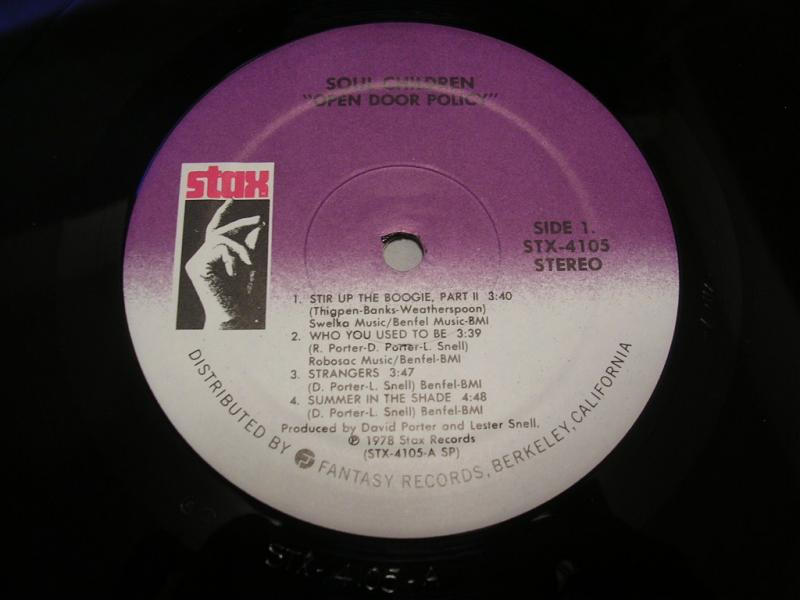 SOUL CHILDREN
"OPEN DOOR POLICY"
stax
SIDE 1.
STX-4105
STEREO
1. STIR UP THE BOOGIE, PART II 3:40
(Thigpen-Banks-Weatherspoon)
Swelka Music/Benfel Music-BMI
2. WHO YOU USED TO BE 3:39
(R. Porter-D. Porter-L. Snell)
Robosac Music/Benfel-BMI
3. STRANGERS 3:47
(D. Porter-L. Snell) Benfel-BMI
4. SUMMER IN THE SHADE 4:48
(D. Porter-L. Snell) Benfel-BMI
Produced by David Porter and Lester Snell.
℗ 1978 Stax Records
(STX-4105-A SP)
DISTRIBUTED BY FANTASY RECORDS, BERKELEY, CALIFORNIA